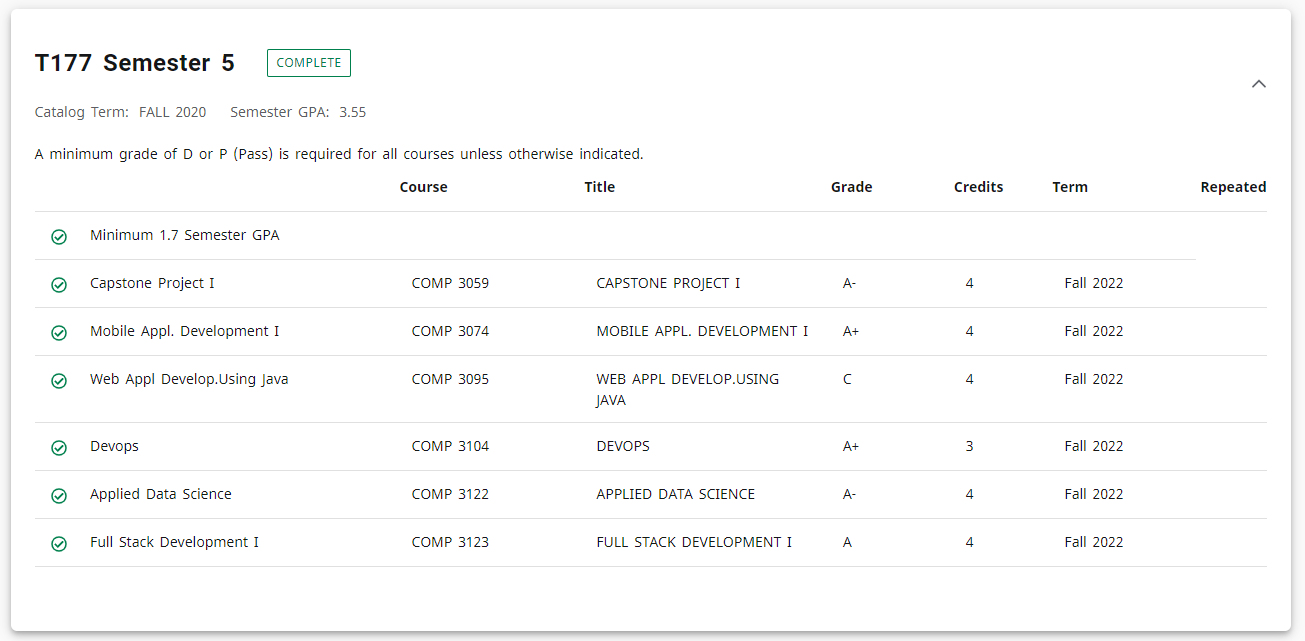 T177 Semester 5 COMPLETE
Catalog Term: FALL 2020 Semester GPA: 3.55
A minimum grade of D or P (Pass) is required for all courses unless otherwise indicated.
Course Title Grade Credits Term Repeated
Minimum 1.7 Semester GPA
Capstone Project I COMP 3059 CAPSTONE PROJECT I A- 4 Fall 2022
Mobile Appl. Development I COMP 3074 MOBILE APPL. DEVELOPMENT I A+ 4 Fall 2022
Web Appl Develop.Using Java COMP 3095 WEB APPL DEVELOP.USING C 4 Fall 2022
JAVA
Devops COMP 3104 DEVOPS A+ 3 Fall 2022
Applied Data Science COMP 3122 APPLIED DATA SCIENCE A- 4 Fall 2022
Full Stack Development I COMP 3123 FULL STACK DEVELOPMENT I A 4 Fall 2022